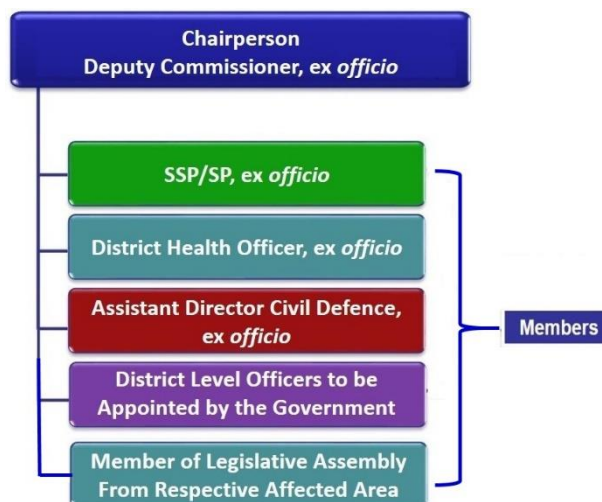 Chairperson
Deputy Commissioner, ex officio
SSP/SP, ex officio
District Health Officer, ex officio
Assistant Director Civil Defence,
ex officio
Members
District Level Officers to be
Appointed by the Government
Member of Legislative Assembly
From Respective Affected Area